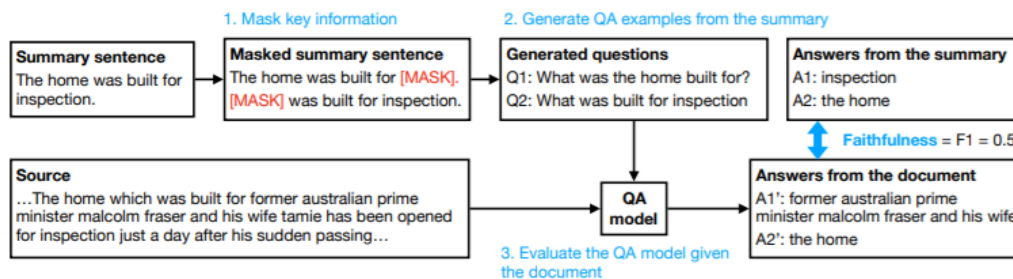 1. Mask key information
2. Generate QA examples from the summary
Summary sentence
The home was built for
inspection.
Masked summary sentence
The home was built for [MASK].
[MASK] was built for inspection.
Generated questions
Q1: What was the home built for?
Q2: What was built for inspection
Answers from the summary
A1: inspection
A2: the home
Faithfulness = F1 = 0.5
Source
...The home which was built for former australian prime
minister malcolm fraser and his wife tamie has been opened
for inspection just a day after his sudden passing...
QA
model
Answers from the document
A1': former australian prime
minister malcolm fraser and his wife
A2': the home
3. Evaluate the QA model given
the document